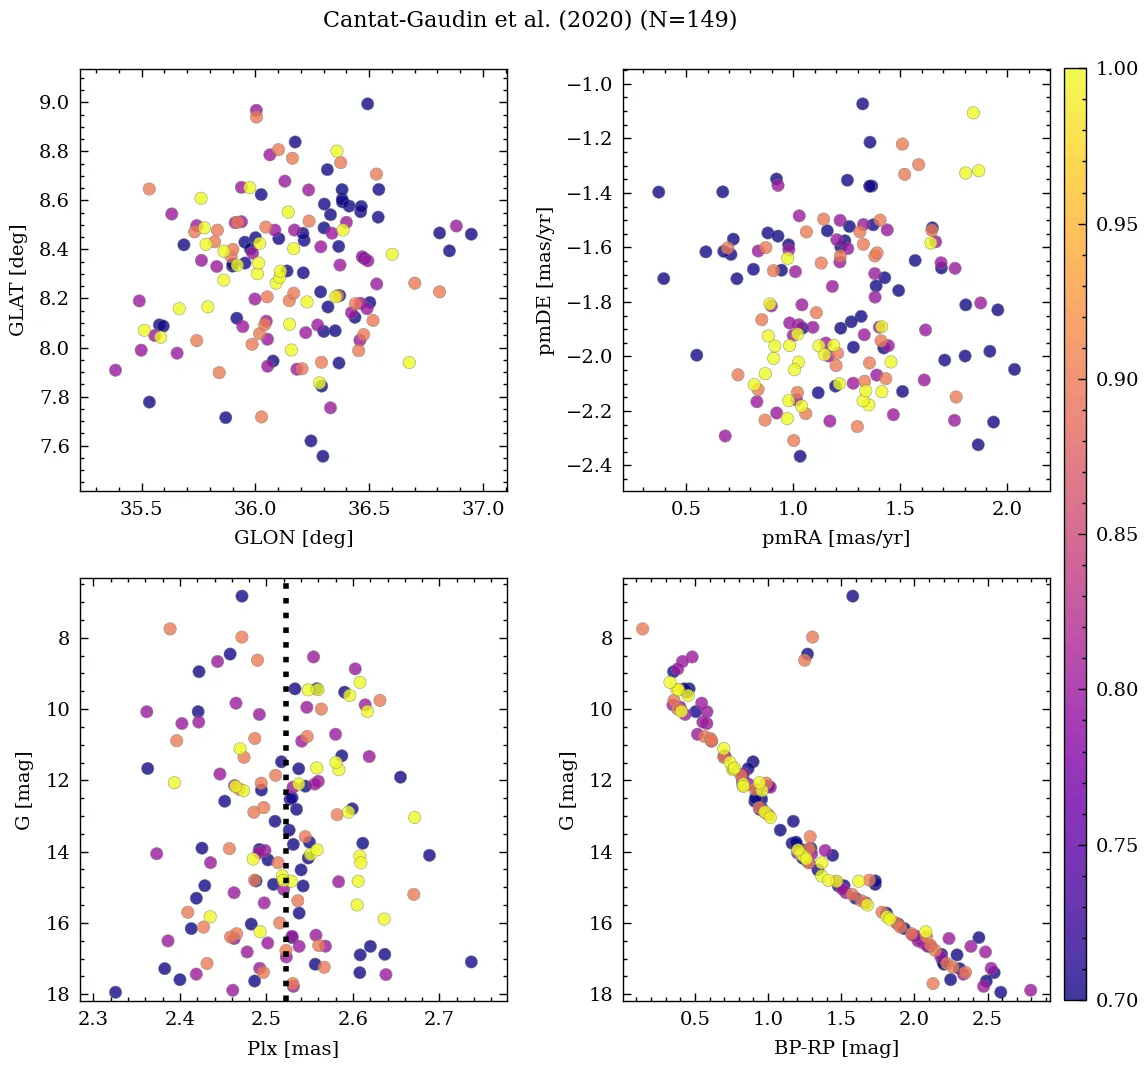 Cantat-Gaudin et al. (2020) (N=149)
9.0
8.8
8.6
8.4
8.2
8.0
7.8
7.6
GLAT [deg]
35.5 36.0 36.5 37.0
GLON [deg]
−1.0
−1.2
−1.4
−1.6
−1.8
−2.0
−2.2
−2.4
pmDE [mas/yr]
0.5 1.0 1.5 2.0
pmRA [mas/yr]
8
10
12
14
16
18
G [mag]
2.3 2.4 2.5 2.6 2.7
Plx [mas]
8
10
12
14
16
18
G [mag]
0.5 1.0 1.5 2.0 2.5
BP-RP [mag]
1.00
0.95
0.90
0.85
0.80
0.75
0.70